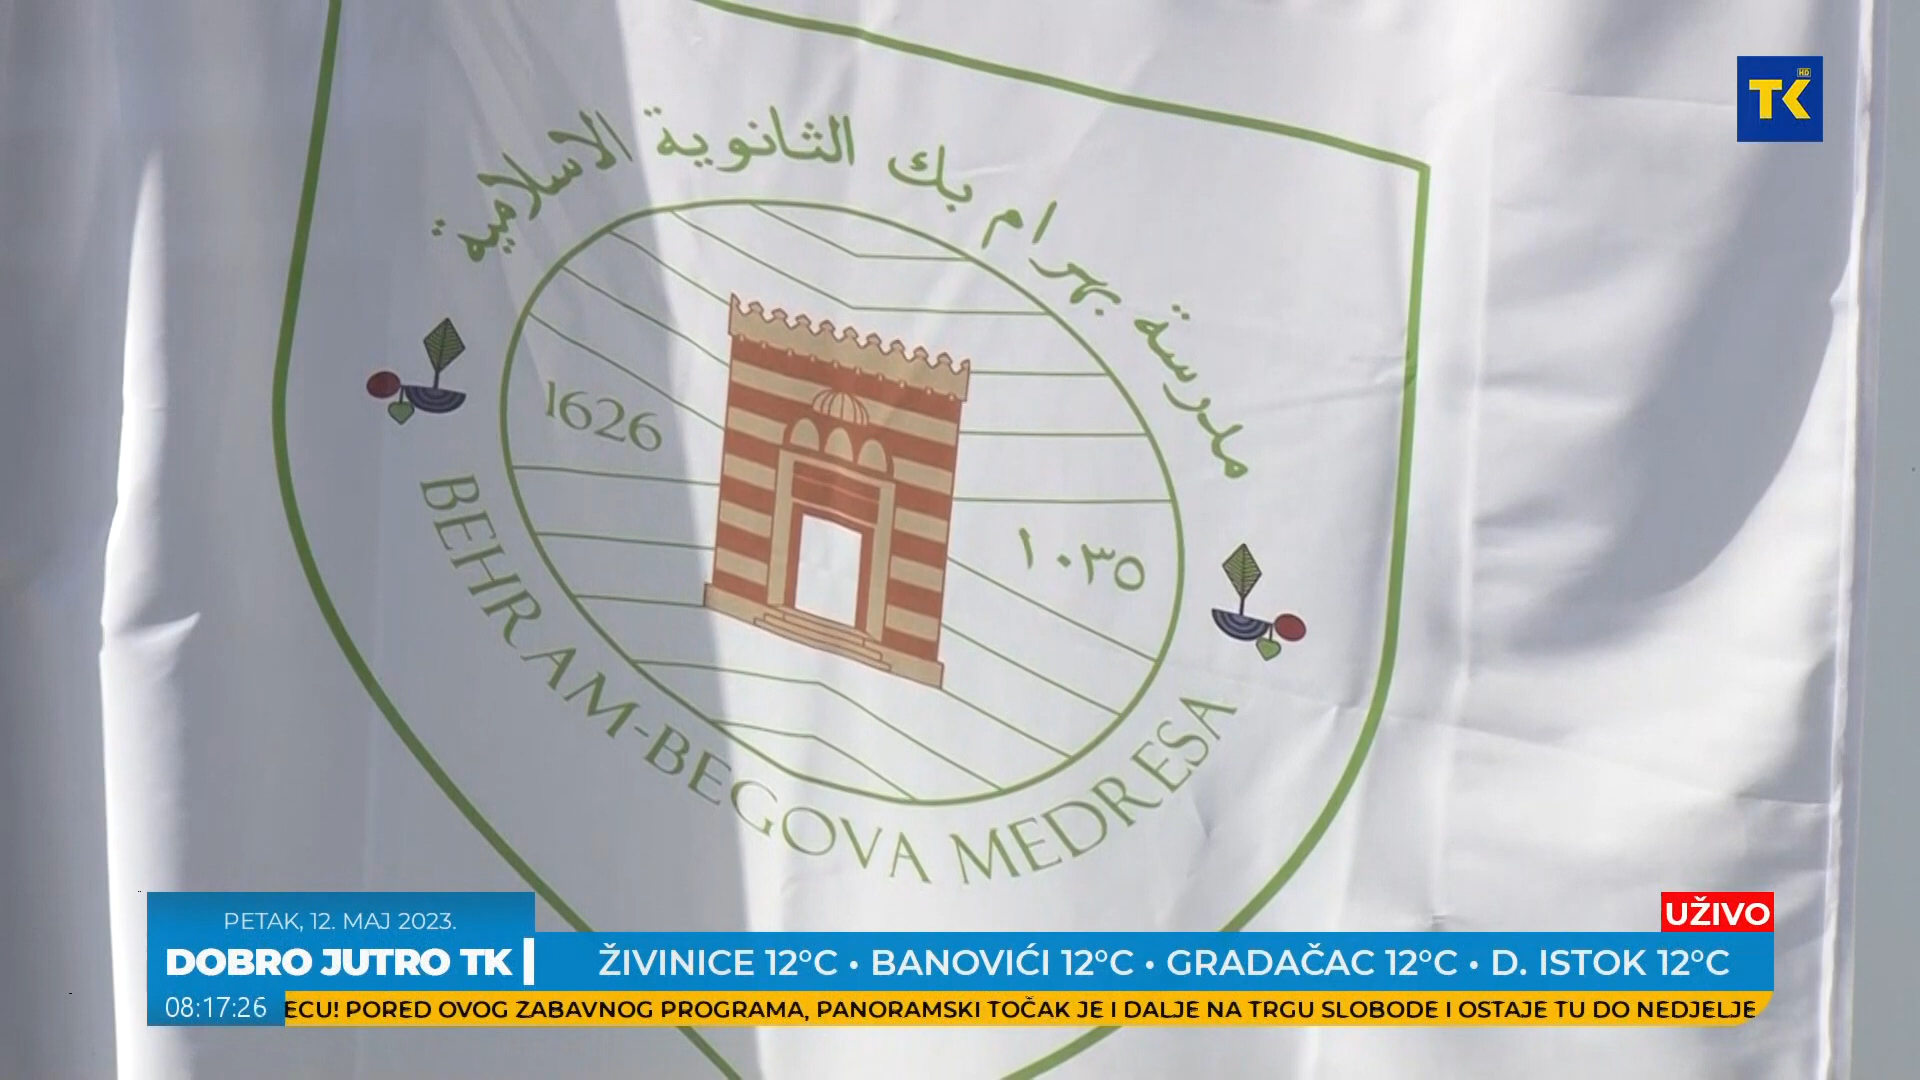 TK HD
مدرسة بهرام بك الثانوية الاسلامية
1626
١٠٣٥
BEHRAM-BEGOVA MEDRESA
UŽIVO
PETAK, 12. MAJ 2023.
DOBRO JUTRO TK
ŽIVINICE 12°C • BANOVIĆI 12°C • GRADAČAC 12°C • D. ISTOK 12°C
08:17:26
ECU! PORED OVOG ZABAVNOG PROGRAMA, PANORAMSKI TOČAK JE I DALJE NA TRGU SLOBODE I OSTAJE TU DO NEDJELJE